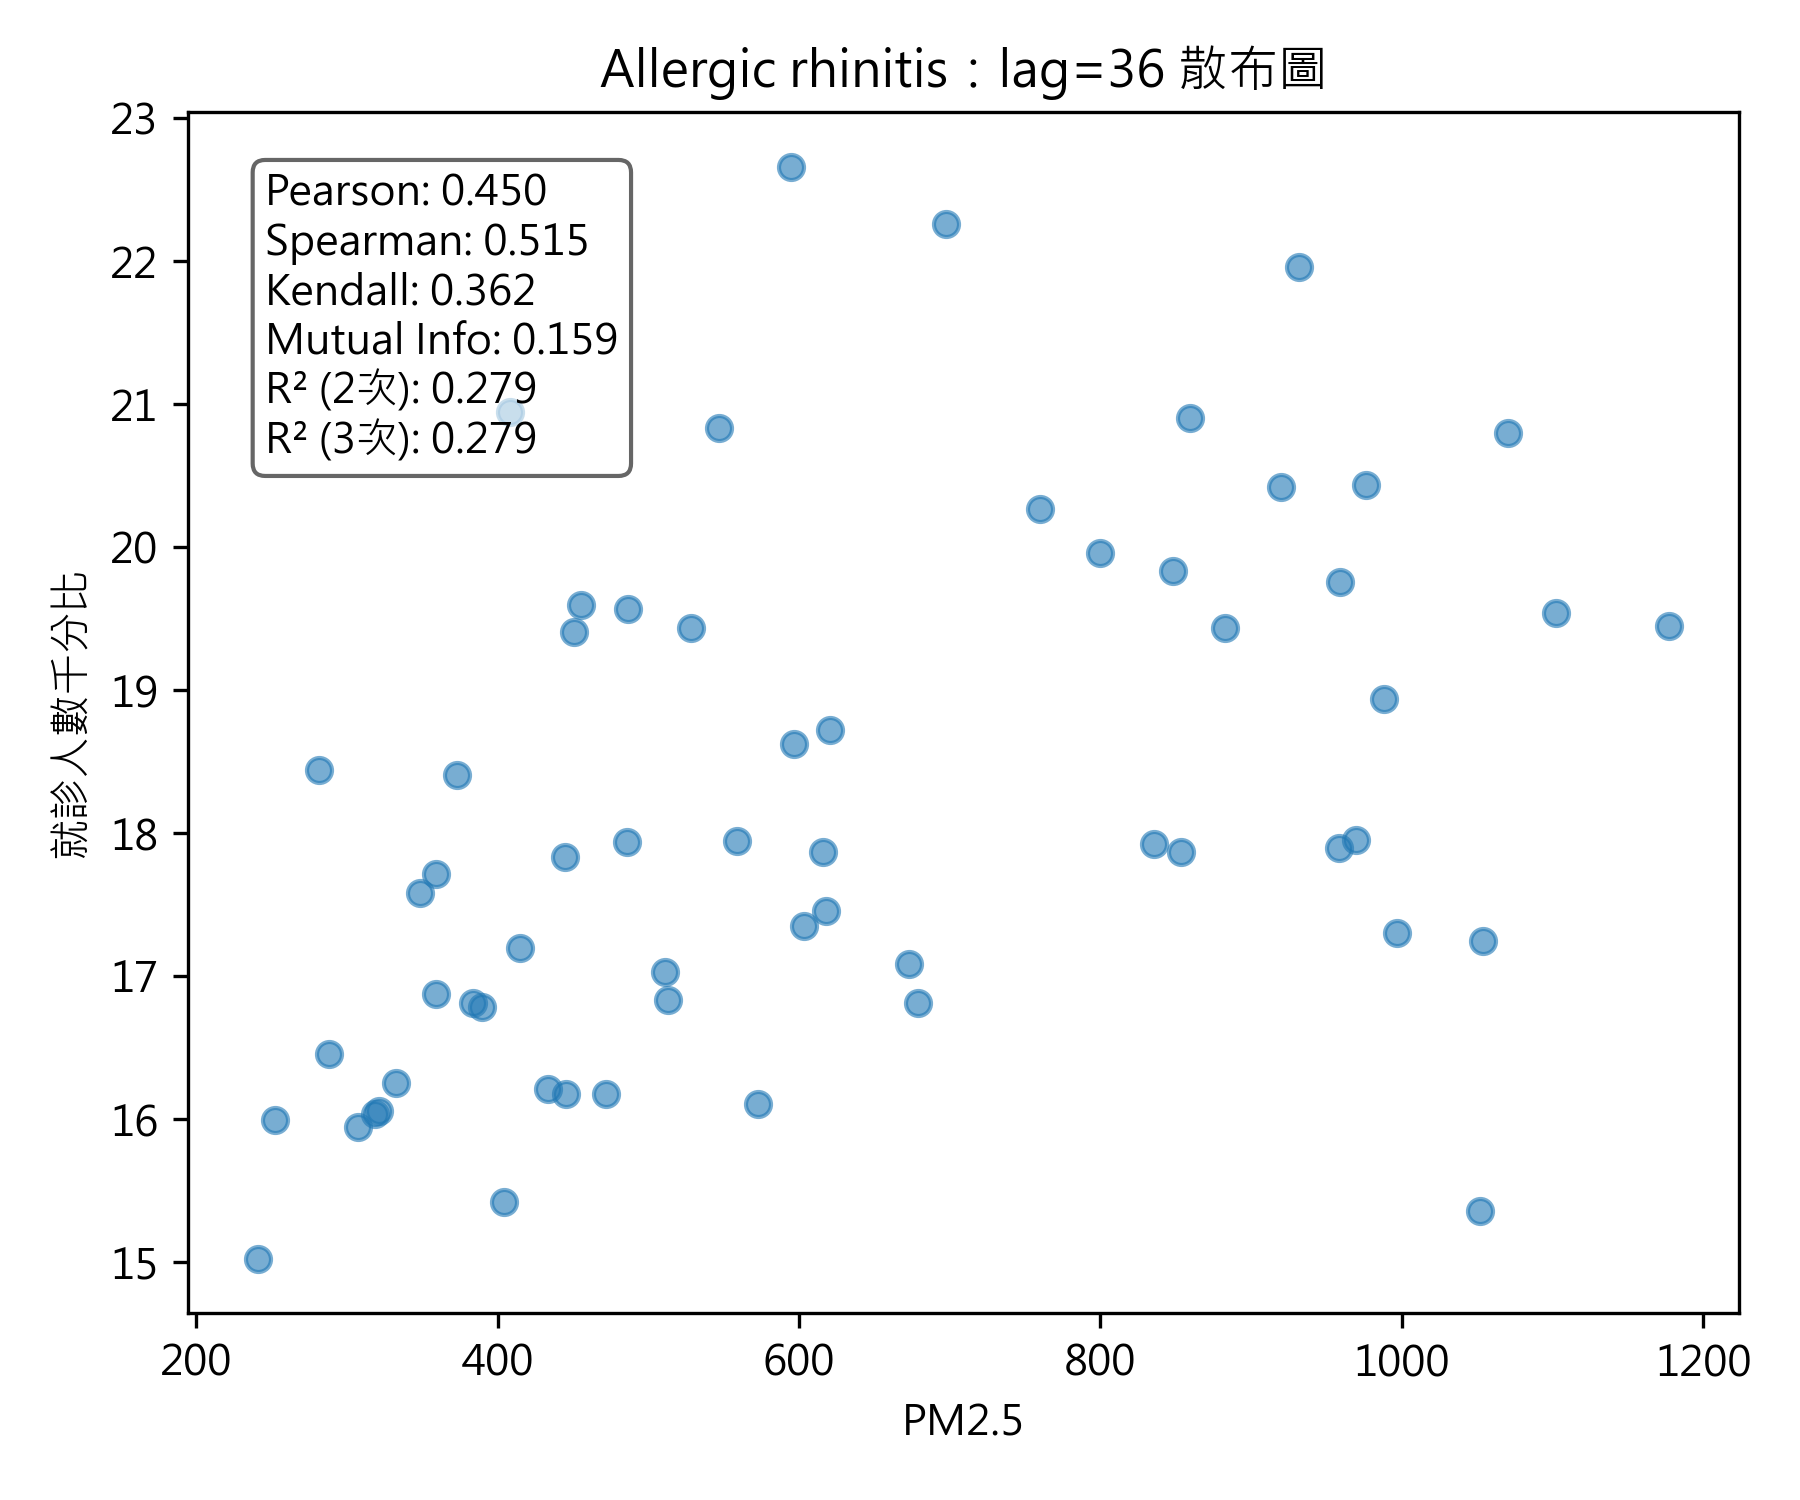 Allergic rhinitis：lag=36 散布圖
Pearson: 0.450
Spearman: 0.515
Kendall: 0.362
Mutual Info: 0.159
R² (2次): 0.279
R² (3次): 0.279
就診人數千分比
23
22
21
20
19
18
17
16
15
200 400 600 800 1000 1200
PM2.5